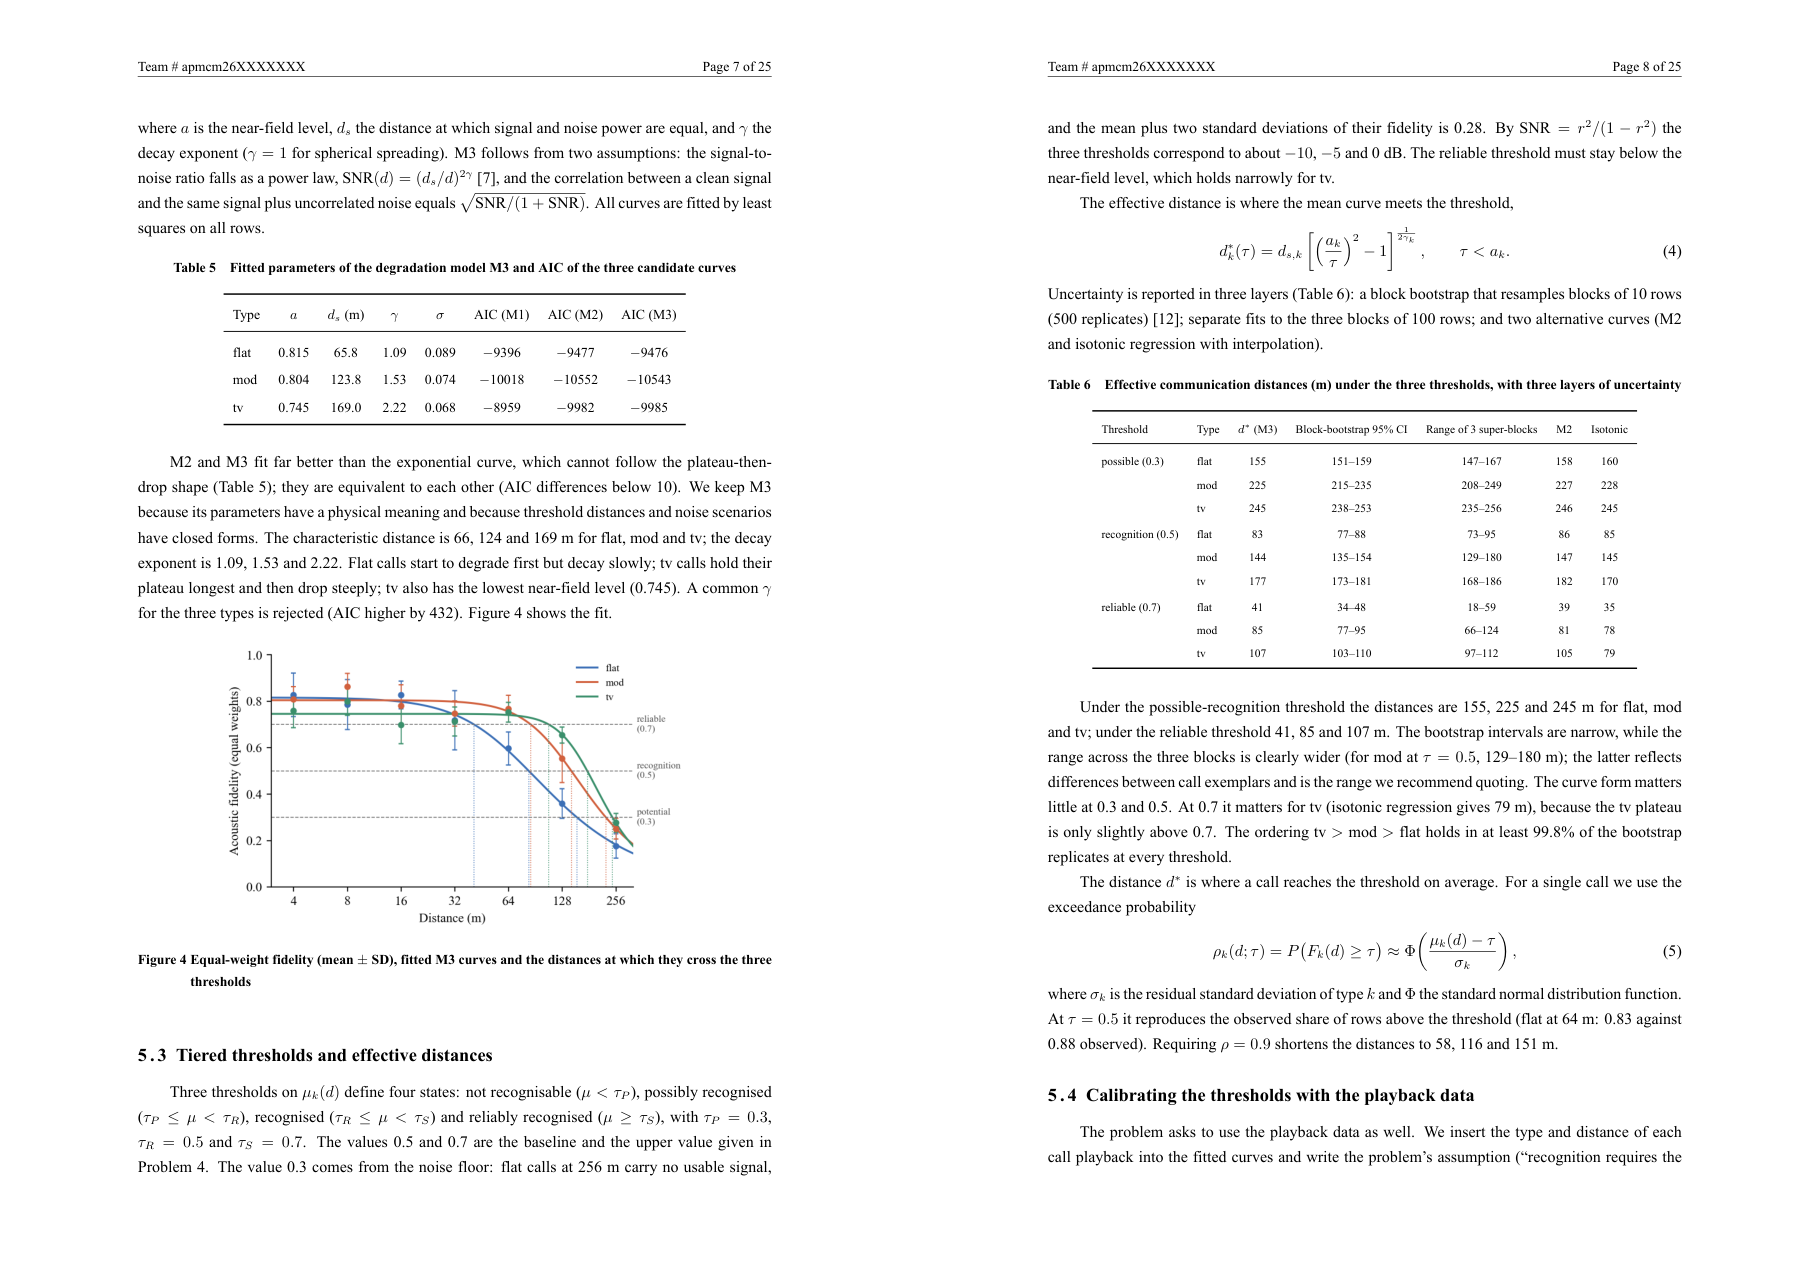 Team # apmcm26XXXXXXX Page 7 of 25
where a is the near-field level, d_s the distance at which signal and noise power are equal, and γ the
decay exponent (γ = 1 for spherical spreading). M3 follows from two assumptions: the signal-to-
noise ratio falls as a power law, SNR(d) = (d_s/d)^{2γ} [7], and the correlation between a clean signal
and the same signal plus uncorrelated noise equals √SNR/(1 + SNR). All curves are fitted by least
squares on all rows.
Table 5 Fitted parameters of the degradation model M3 and AIC of the three candidate curves
Type a d_s (m) γ σ AIC (M1) AIC (M2) AIC (M3)
flat 0.815 65.8 1.09 0.089 −9396 −9477 −9476
mod 0.804 123.8 1.53 0.074 −10018 −10552 −10543
tv 0.745 169.0 2.22 0.068 −8959 −9982 −9985
M2 and M3 fit far better than the exponential curve, which cannot follow the plateau-then-
drop shape (Table 5); they are equivalent to each other (AIC differences below 10). We keep M3
because its parameters have a physical meaning and because threshold distances and noise scenarios
have closed forms. The characteristic distance is 66, 124 and 169 m for flat, mod and tv; the decay
exponent is 1.09, 1.53 and 2.22. Flat calls start to degrade first but decay slowly; tv calls hold their
plateau longest and then drop steeply; tv also has the lowest near-field level (0.745). A common γ
for the three types is rejected (AIC higher by 432). Figure 4 shows the fit.
Acoustic fidelity (equal weights)
1.0
0.8
0.6
0.4
0.2
0.0
flat
mod
tv
reliable
(0.7)
recognition
(0.5)
potential
(0.3)
4 8 16 32 64 128 256
Distance (m)
Figure 4 Equal-weight fidelity (mean ± SD), fitted M3 curves and the distances at which they cross the three
thresholds
5.3 Tiered thresholds and effective distances
Three thresholds on μ_k(d) define four states: not recognisable (μ < τ_P), possibly recognised
(τ_P ≤ μ < τ_R), recognised (τ_R ≤ μ < τ_S) and reliably recognised (μ ≥ τ_S), with τ_P = 0.3,
τ_R = 0.5 and τ_S = 0.7. The values 0.5 and 0.7 are the baseline and the upper value given in
Problem 4. The value 0.3 comes from the noise floor: flat calls at 256 m carry no usable signal,
Team # apmcm26XXXXXXX Page 8 of 25
and the mean plus two standard deviations of their fidelity is 0.28. By SNR = r²/(1 − r²) the
three thresholds correspond to about −10, −5 and 0 dB. The reliable threshold must stay below the
near-field level, which holds narrowly for tv.
The effective distance is where the mean curve meets the threshold,
d*_k(τ) = d_{s,k} [(a_k/τ)² − 1]^{1/(2γ_k)}, τ < a_k. (4)
Uncertainty is reported in three layers (Table 6): a block bootstrap that resamples blocks of 10 rows
(500 replicates) [12]; separate fits to the three blocks of 100 rows; and two alternative curves (M2
and isotonic regression with interpolation).
Table 6 Effective communication distances (m) under the three thresholds, with three layers of uncertainty
Threshold Type d* (M3) Block-bootstrap 95% CI Range of 3 super-blocks M2 Isotonic
possible (0.3) flat 155 151–159 147–167 158 160
mod 225 215–235 208–249 227 228
tv 245 238–253 235–256 246 245
recognition (0.5) flat 83 77–88 73–95 86 85
mod 144 135–154 129–180 147 145
tv 177 173–181 168–186 182 170
reliable (0.7) flat 41 34–48 18–59 39 35
mod 85 77–95 66–124 81 78
tv 107 103–110 97–112 105 79
Under the possible-recognition threshold the distances are 155, 225 and 245 m for flat, mod
and tv; under the reliable threshold 41, 85 and 107 m. The bootstrap intervals are narrow, while the
range across the three blocks is clearly wider (for mod at τ = 0.5, 129–180 m); the latter reflects
differences between call exemplars and is the range we recommend quoting. The curve form matters
little at 0.3 and 0.5. At 0.7 it matters for tv (isotonic regression gives 79 m), because the tv plateau
is only slightly above 0.7. The ordering tv > mod > flat holds in at least 99.8% of the bootstrap
replicates at every threshold.
The distance d* is where a call reaches the threshold on average. For a single call we use the
exceedance probability
ρ_k(d; τ) = P(F_k(d) ≥ τ) ≈ Φ((μ_k(d) − τ)/σ_k), (5)
where σ_k is the residual standard deviation of type k and Φ the standard normal distribution function.
At τ = 0.5 it reproduces the observed share of rows above the threshold (flat at 64 m: 0.83 against
0.88 observed). Requiring ρ = 0.9 shortens the distances to 58, 116 and 151 m.
5.4 Calibrating the thresholds with the playback data
The problem asks to use the playback data as well. We insert the type and distance of each
call playback into the fitted curves and write the problem's assumption (“recognition requires the